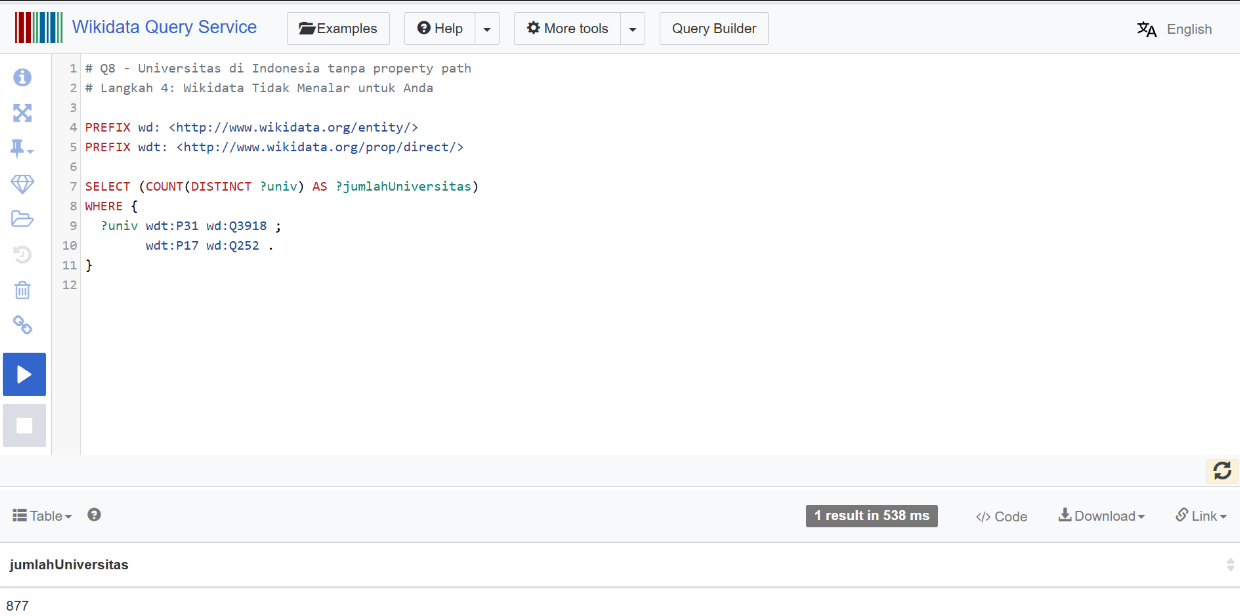 Wikidata Query Service
Examples
Help
More tools
Query Builder
English
1 # Q8 - Universitas di Indonesia tanpa property path
2 # Langkah 4: Wikidata Tidak Menalar untuk Anda
3
4 PREFIX wd: <http://www.wikidata.org/entity/>
5 PREFIX wdt: <http://www.wikidata.org/prop/direct/>
6
7 SELECT (COUNT(DISTINCT ?univ) AS ?jumlahUniversitas)
8 WHERE {
9   ?univ wdt:P31 wd:Q3918 ;
10         wdt:P17 wd:Q252 .
11 }
12
Table
1 result in 538 ms
</> Code
Download
Link
jumlahUniversitas
877